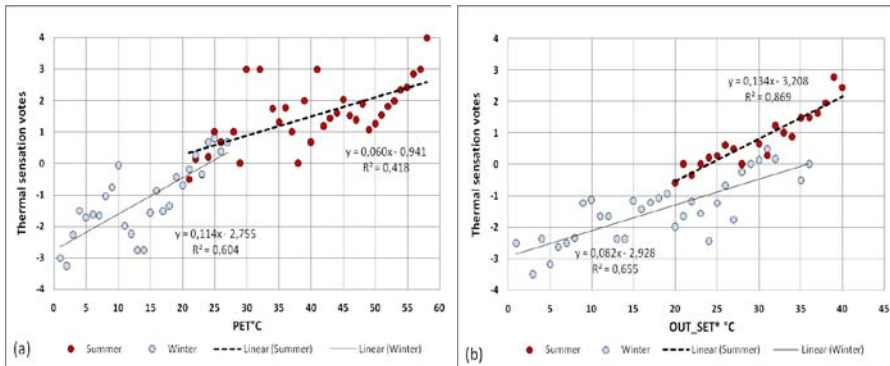 Thermal sensation votes
4
3
2
1
0
-1
-2
-3
-4
y = 0,060x - 0,941
R² = 0,418
y = 0,114x - 2,755
R² = 0,604
0 5 10 15 20 25 30 35 40 45 50 55 60
PET°C
(a)
Summer Winter Linear (Summer) Linear (Winter)
Thermal sensation votes
4
3
2
1
0
-1
-2
-3
-4
y = 0,134x - 3,208
R² = 0,869
y = 0,082x - 2,928
R² = 0,655
0 5 10 15 20 25 30 35 40 45
OUT_SET* °C
(b)
Summer Winter Linear (Summer) Linear (Winter)